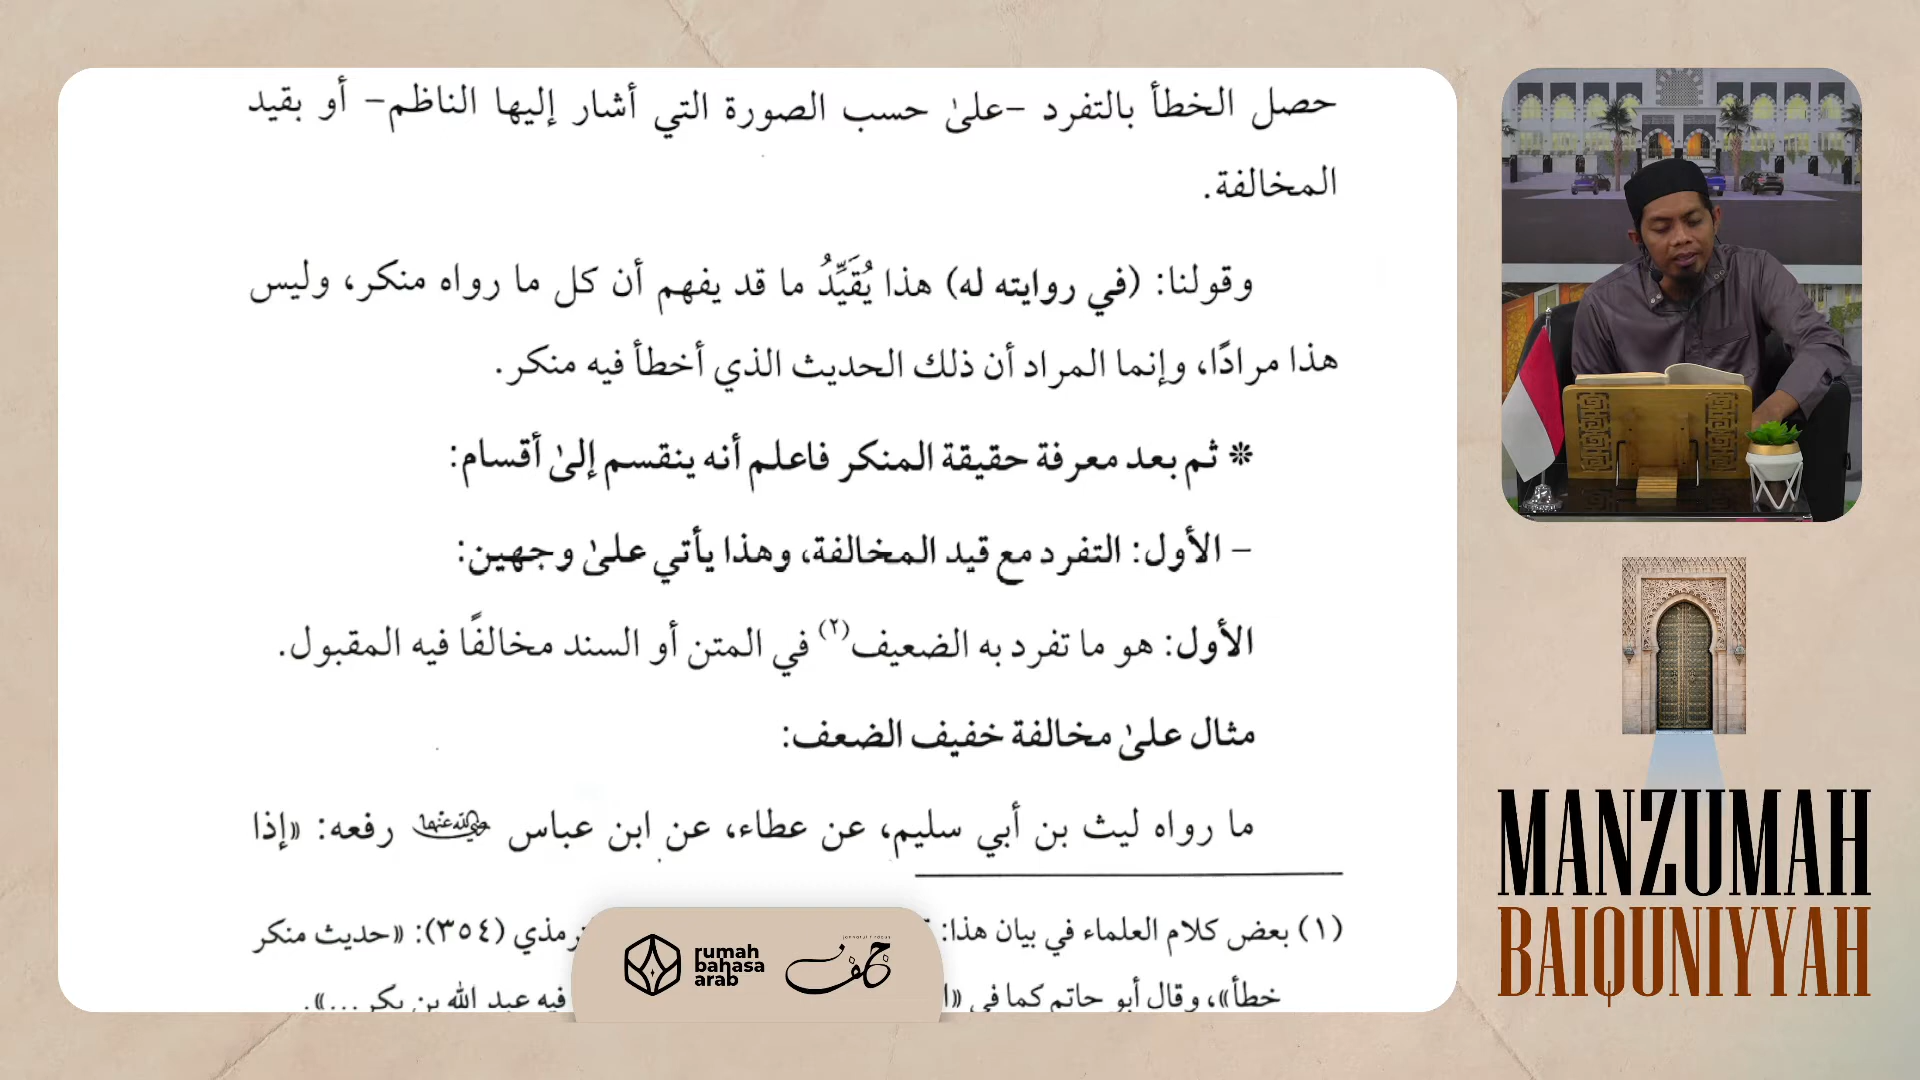 حصل الخطأ بالتفرد -علىٰ حسب الصورة التي أشار إليها الناظم- أو بقيد
المخالفة.
وقولنا: (في روايته له) هذا يُقَيِّدُ ما قد يفهم أن كل ما رواه منكر، وليس
هذا مرادًا، وإنما المراد أن ذلك الحديث الذي أخطأ فيه منكر.
❊ ثم بعد معرفة حقيقة المنكر فاعلم أنه ينقسم إلىٰ أقسام:
- الأول: التفرد مع قيد المخالفة، وهذا يأتي علىٰ وجهين:
الأول: هو ما تفرد به الضعيف(٢) في المتن أو السند مخالفًا فيه المقبول.
مثال علىٰ مخالفة خفيف الضعف:
ما رواه ليث بن أبي سليم، عن عطاء، عن ابن عباس رضي الله عنهما رفعه: «إذا
(١) بعض كلام العلماء في بيان هذا: (٣٥٤): «حديث منكر
خطأ»، وقال أبو حاتم كما في فيه عبد الله بن بكر ...».
rumah
bahasa
arab
MANZUMAH
BAIQUNIYYAH